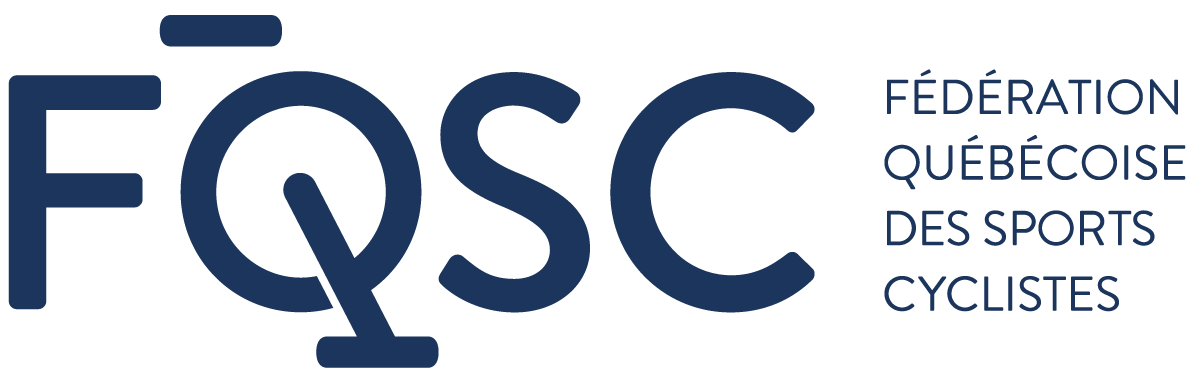 FQSC
FÉDÉRATION
QUÉBÉCOISE
DES SPORTS
CYCLISTES